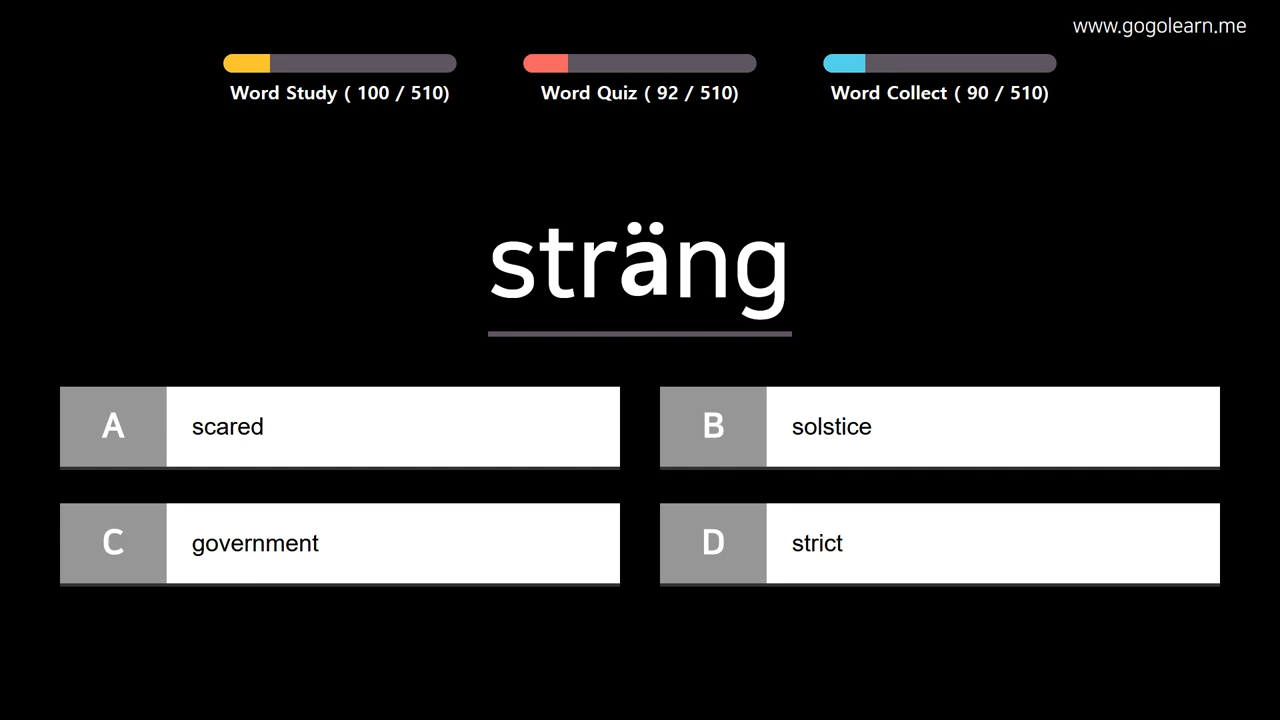 www.gogolearn.me
Word Study ( 100 / 510)
Word Quiz ( 92 / 510)
Word Collect ( 90 / 510)
sträng
A scared
B solstice
C government
D strict